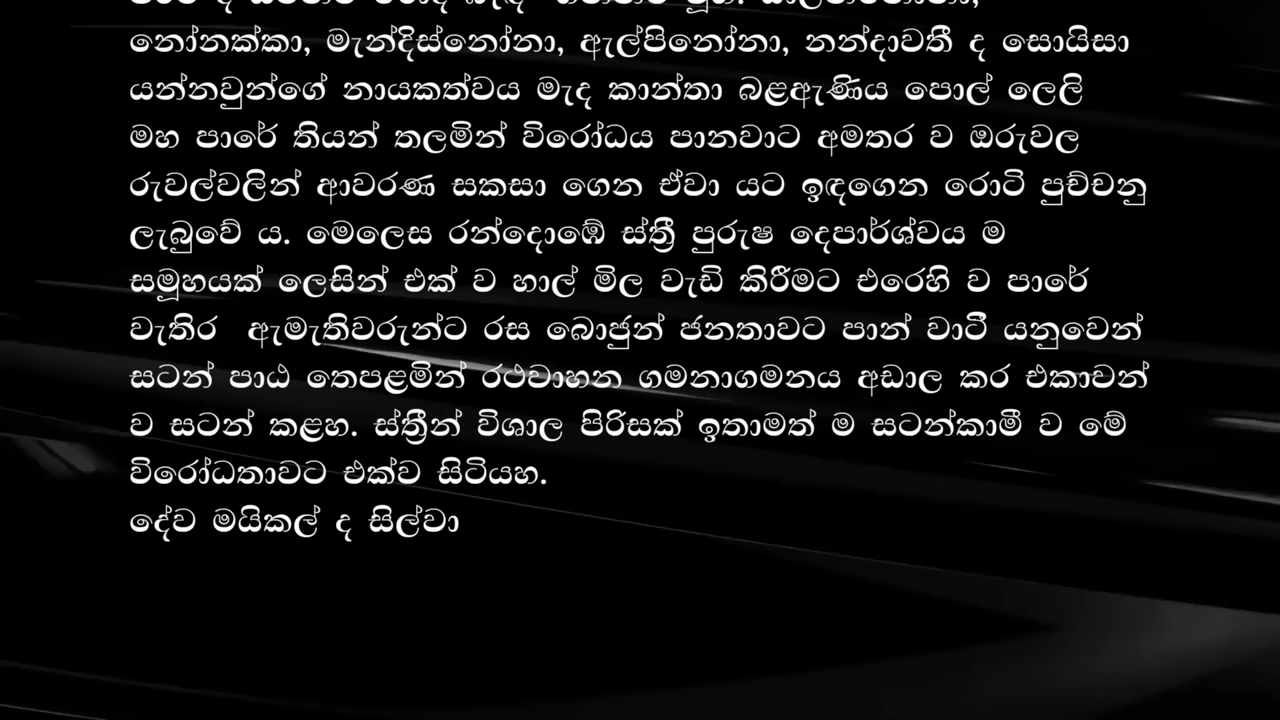 නෝනක්කා, මැන්දිස්නෝනා, ඇල්පිනෝනා, නන්දාවතී ද සොයිසා
යන්නවුන්ගේ නායකත්වය මැද කාන්තා බළඇණිය පොල් ලෙලි
මහ පාරේ තියන් තලමින් විරෝධය පානවාට අමතර ව ඔරුවල
රුවල්වලින් ආවරණ සකසා ගෙන ඒවා යට ඉඳගෙන රොටි පුච්චනු
ලැබුවේ ය. මෙලෙස රන්දොඹේ ස්ත්‍රී පුරුෂ දෙපාර්ශ්වය ම
සමූහයක් ලෙසින් එක් ව හාල් මිල වැඩි කිරීමට එරෙහි ව පාරේ
වැතිර ඇමැතිවරුන්ට රස බොජුන් ජනතාවට පාන් වාටී යනුවෙන්
සටන් පාඨ තෙපළමින් රථවාහන ගමනාගමනය අඩාල කර එකාවන්
ව සටන් කළහ. ස්ත්‍රීන් විශාල පිරිසක් ඉතාමත් ම සටන්කාමී ව මේ
විරෝධතාවට එක්ව සිටියහ.
දේව මයිකල් ද සිල්වා